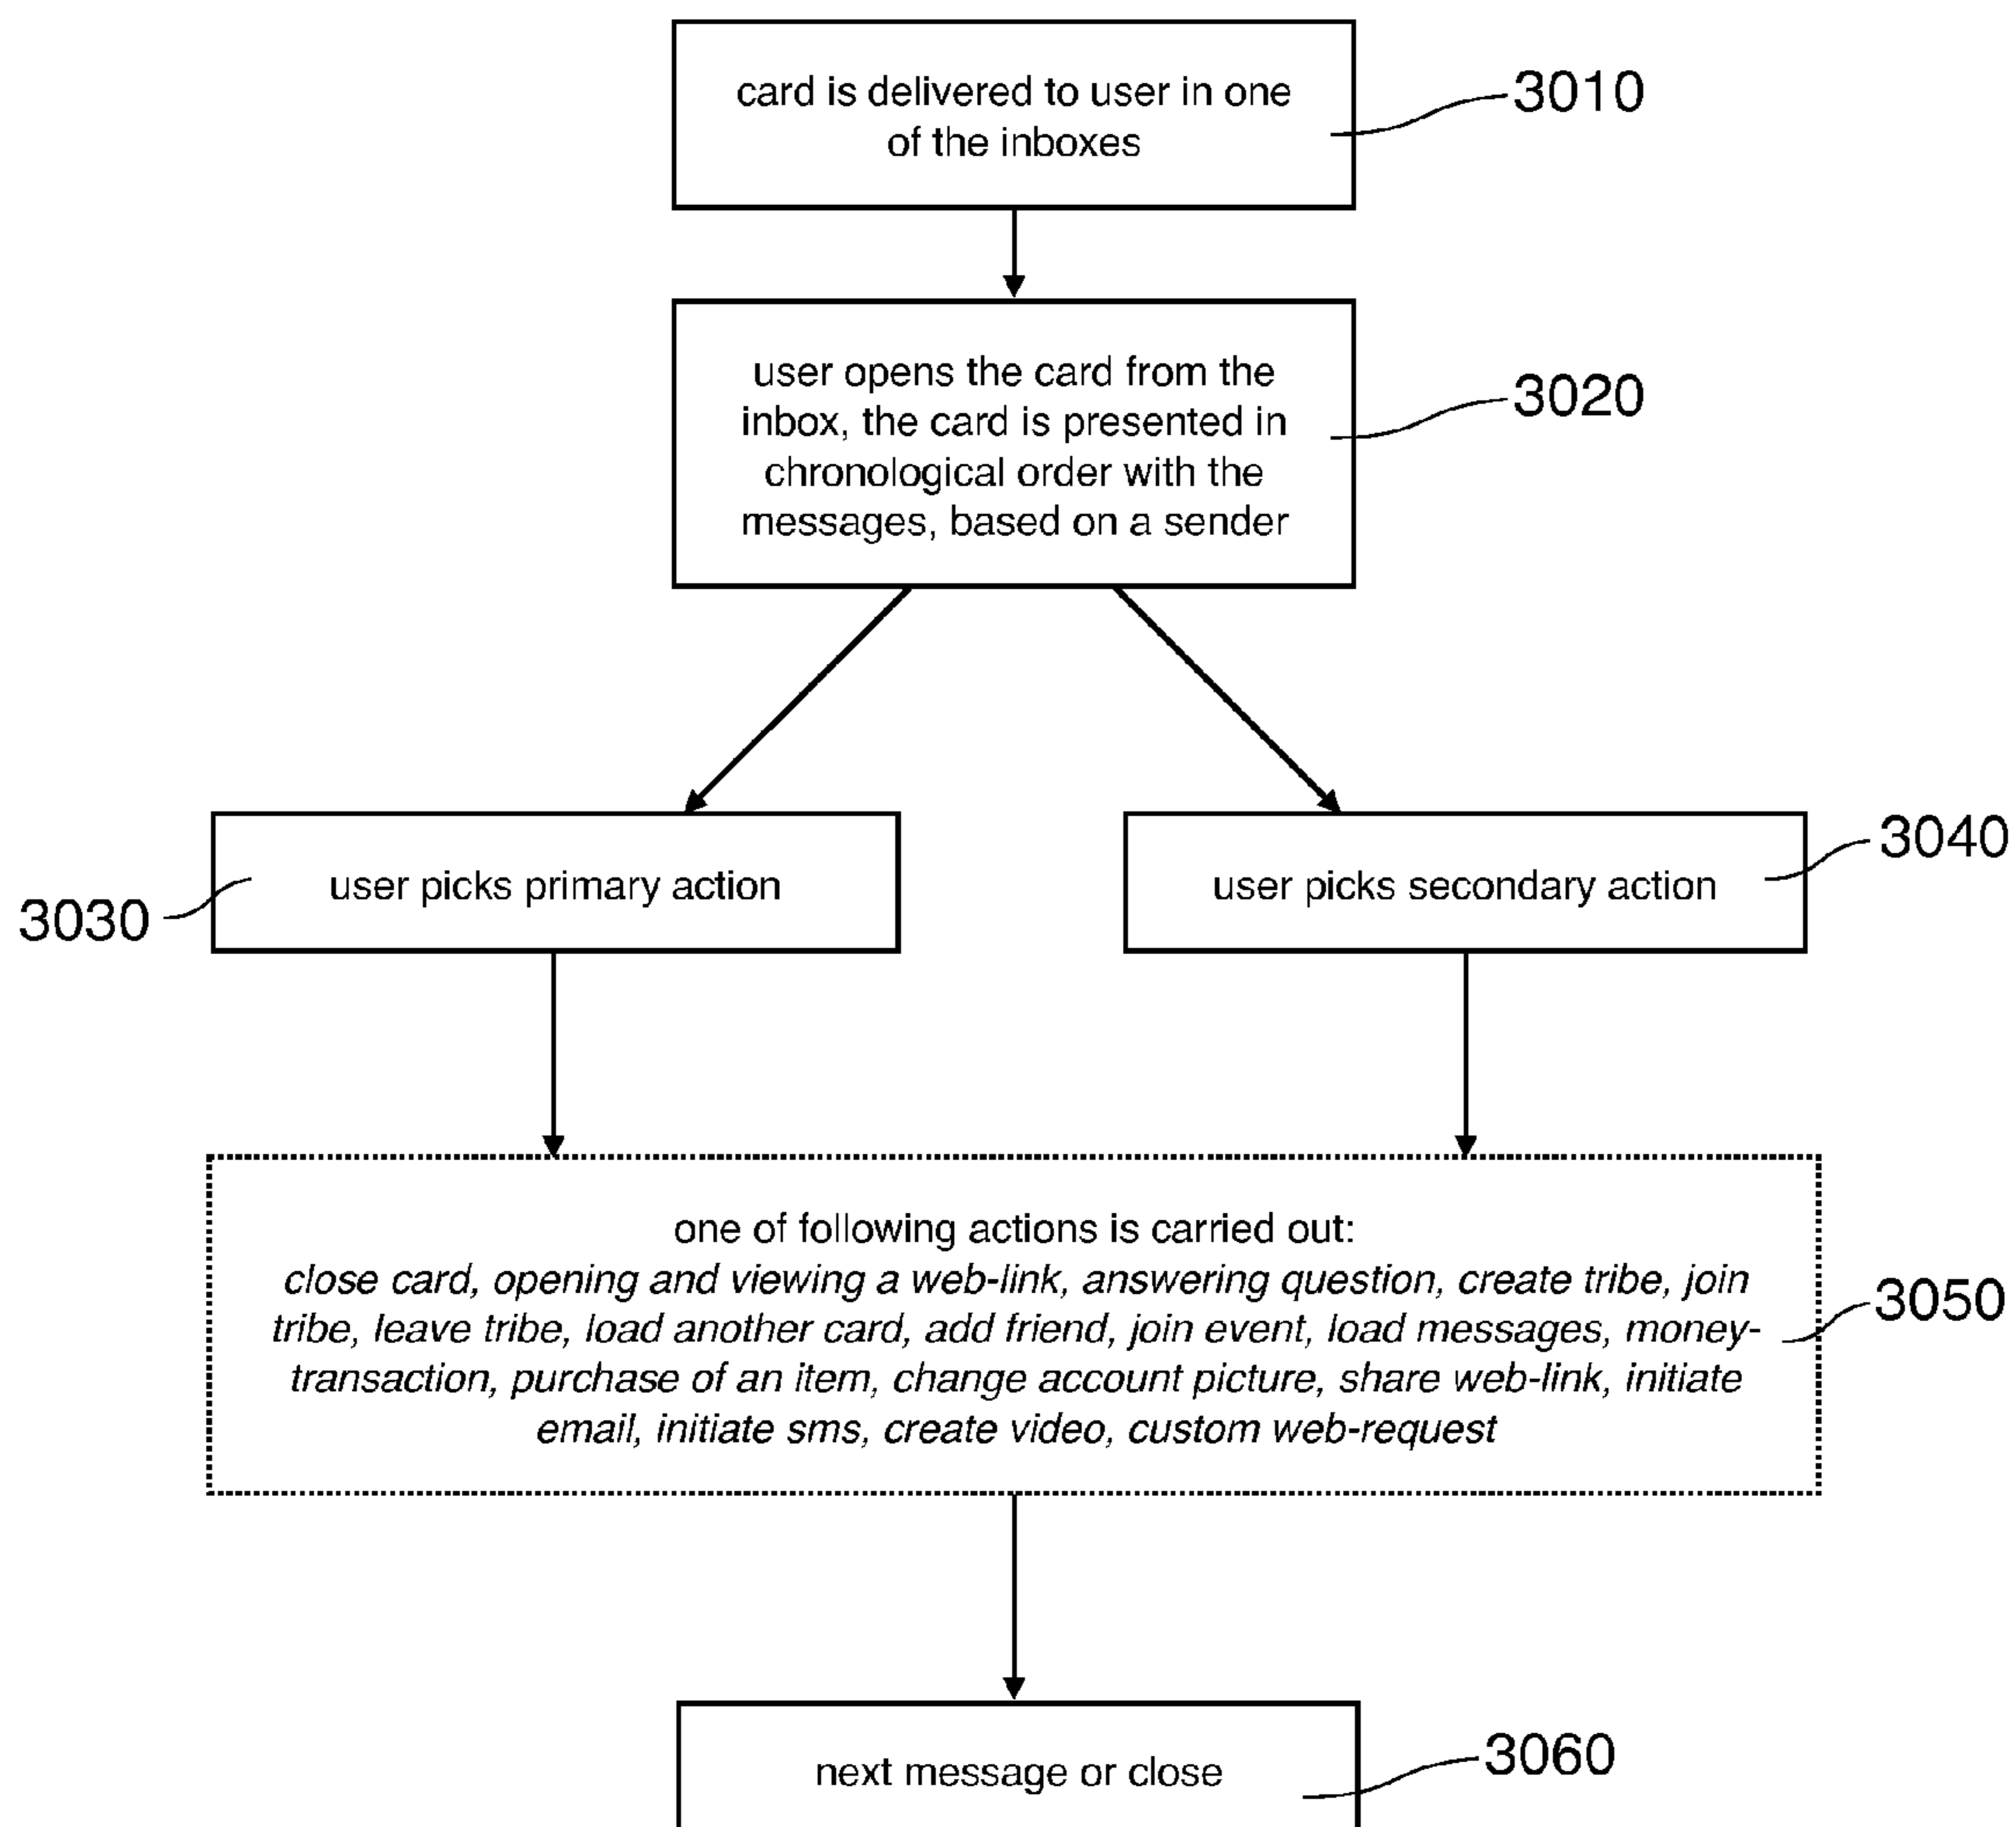 card is delivered to user in one
of the inboxes
3010
user opens the card from the
inbox, the card is presented in
chronological order with the
messages, based on a sender
3020
user picks primary action
3030
user picks secondary action
3040
one of following actions is carried out:
close card, opening and viewing a web-link, answering question, create tribe, join
tribe, leave tribe, load another card, add friend, join event, load messages, money-
transaction, purchase of an item, change account picture, share web-link, initiate
email, initiate sms, create video, custom web-request
3050
next message or close
3060